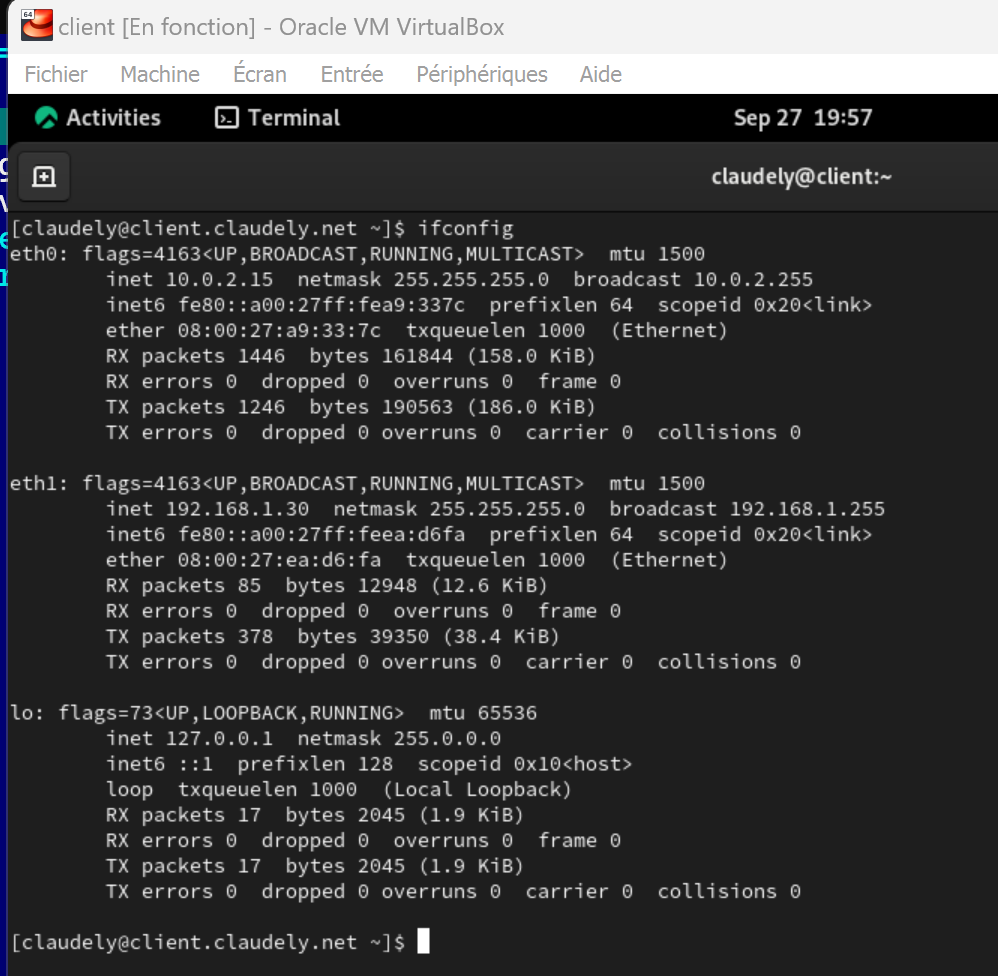 64
client [En fonction] - Oracle VM VirtualBox
Fichier Machine Écran Entrée Périphériques Aide
Activities Terminal Sep 27 19:57
claudely@client:~
[claudely@client.claudely.net ~]$ ifconfig
eth0: flags=4163<UP,BROADCAST,RUNNING,MULTICAST>  mtu 1500
        inet 10.0.2.15  netmask 255.255.255.0  broadcast 10.0.2.255
        inet6 fe80::a00:27ff:fea9:337c  prefixlen 64  scopeid 0x20<link>
        ether 08:00:27:a9:33:7c  txqueuelen 1000  (Ethernet)
        RX packets 1446  bytes 161844 (158.0 KiB)
        RX errors 0  dropped 0  overruns 0  frame 0
        TX packets 1246  bytes 190563 (186.0 KiB)
        TX errors 0  dropped 0 overruns 0  carrier 0  collisions 0

eth1: flags=4163<UP,BROADCAST,RUNNING,MULTICAST>  mtu 1500
        inet 192.168.1.30  netmask 255.255.255.0  broadcast 192.168.1.255
        inet6 fe80::a00:27ff:feea:d6fa  prefixlen 64  scopeid 0x20<link>
        ether 08:00:27:ea:d6:fa  txqueuelen 1000  (Ethernet)
        RX packets 85  bytes 12948 (12.6 KiB)
        RX errors 0  dropped 0  overruns 0  frame 0
        TX packets 378  bytes 39350 (38.4 KiB)
        TX errors 0  dropped 0 overruns 0  carrier 0  collisions 0

lo: flags=73<UP,LOOPBACK,RUNNING>  mtu 65536
        inet 127.0.0.1  netmask 255.0.0.0
        inet6 ::1  prefixlen 128  scopeid 0x10<host>
        loop  txqueuelen 1000  (Local Loopback)
        RX packets 17  bytes 2045 (1.9 KiB)
        RX errors 0  dropped 0  overruns 0  frame 0
        TX packets 17  bytes 2045 (1.9 KiB)
        TX errors 0  dropped 0 overruns 0  carrier 0  collisions 0

[claudely@client.claudely.net ~]$